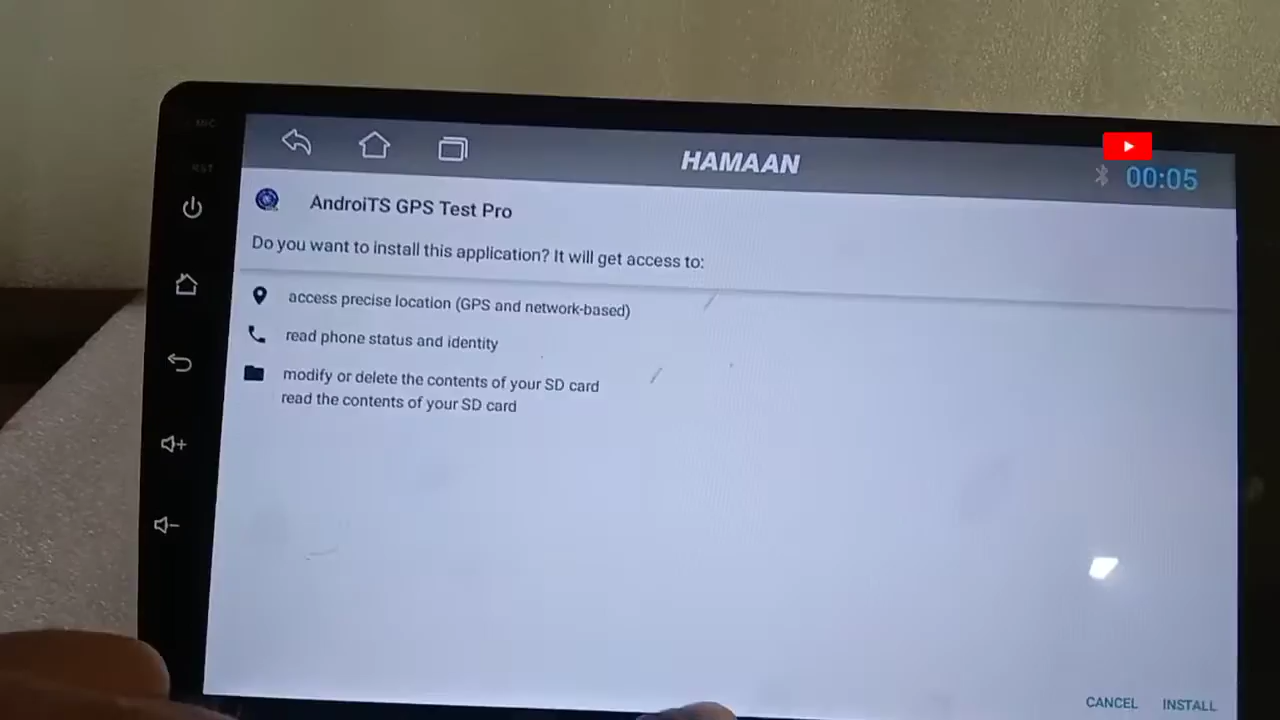 MIC
HAMAAN
00:05
RST
AndroiTS GPS Test Pro
Do you want to install this application? It will get access to:
access precise location (GPS and network-based)
read phone status and identity
modify or delete the contents of your SD card
read the contents of your SD card
CANCEL INSTALL